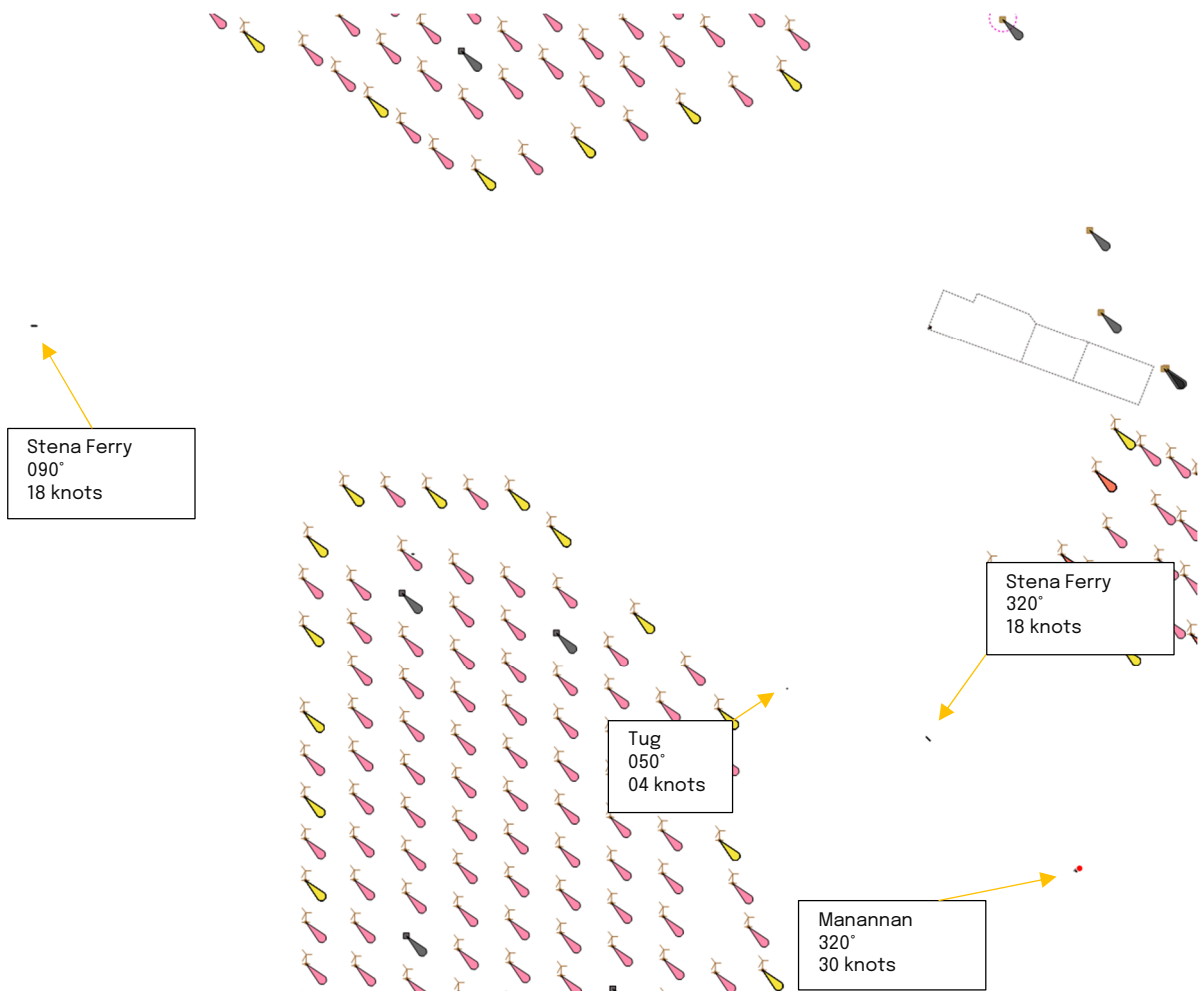 Stena Ferry
090°
18 knots
Stena Ferry
320°
18 knots
Tug
050°
04 knots
Manannan
320°
30 knots